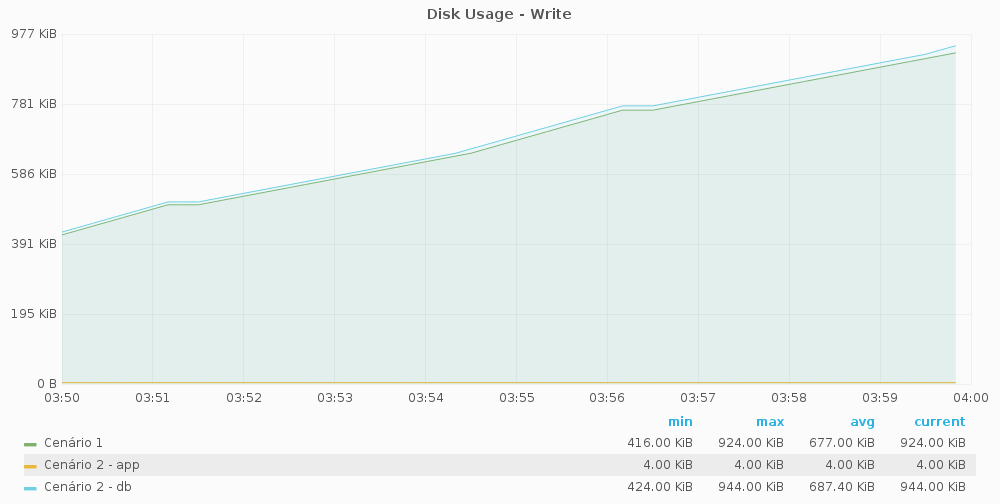 Disk Usage - Write
977 KiB
781 KiB
586 KiB
391 KiB
195 KiB
0 B
03:50 03:51 03:52 03:53 03:54 03:55 03:56 03:57 03:58 03:59 04:00
min max avg current
Cenário 1 416.00 KiB 924.00 KiB 677.00 KiB 924.00 KiB
Cenário 2 - app 4.00 KiB 4.00 KiB 4.00 KiB 4.00 KiB
Cenário 2 - db 424.00 KiB 944.00 KiB 687.40 KiB 944.00 KiB